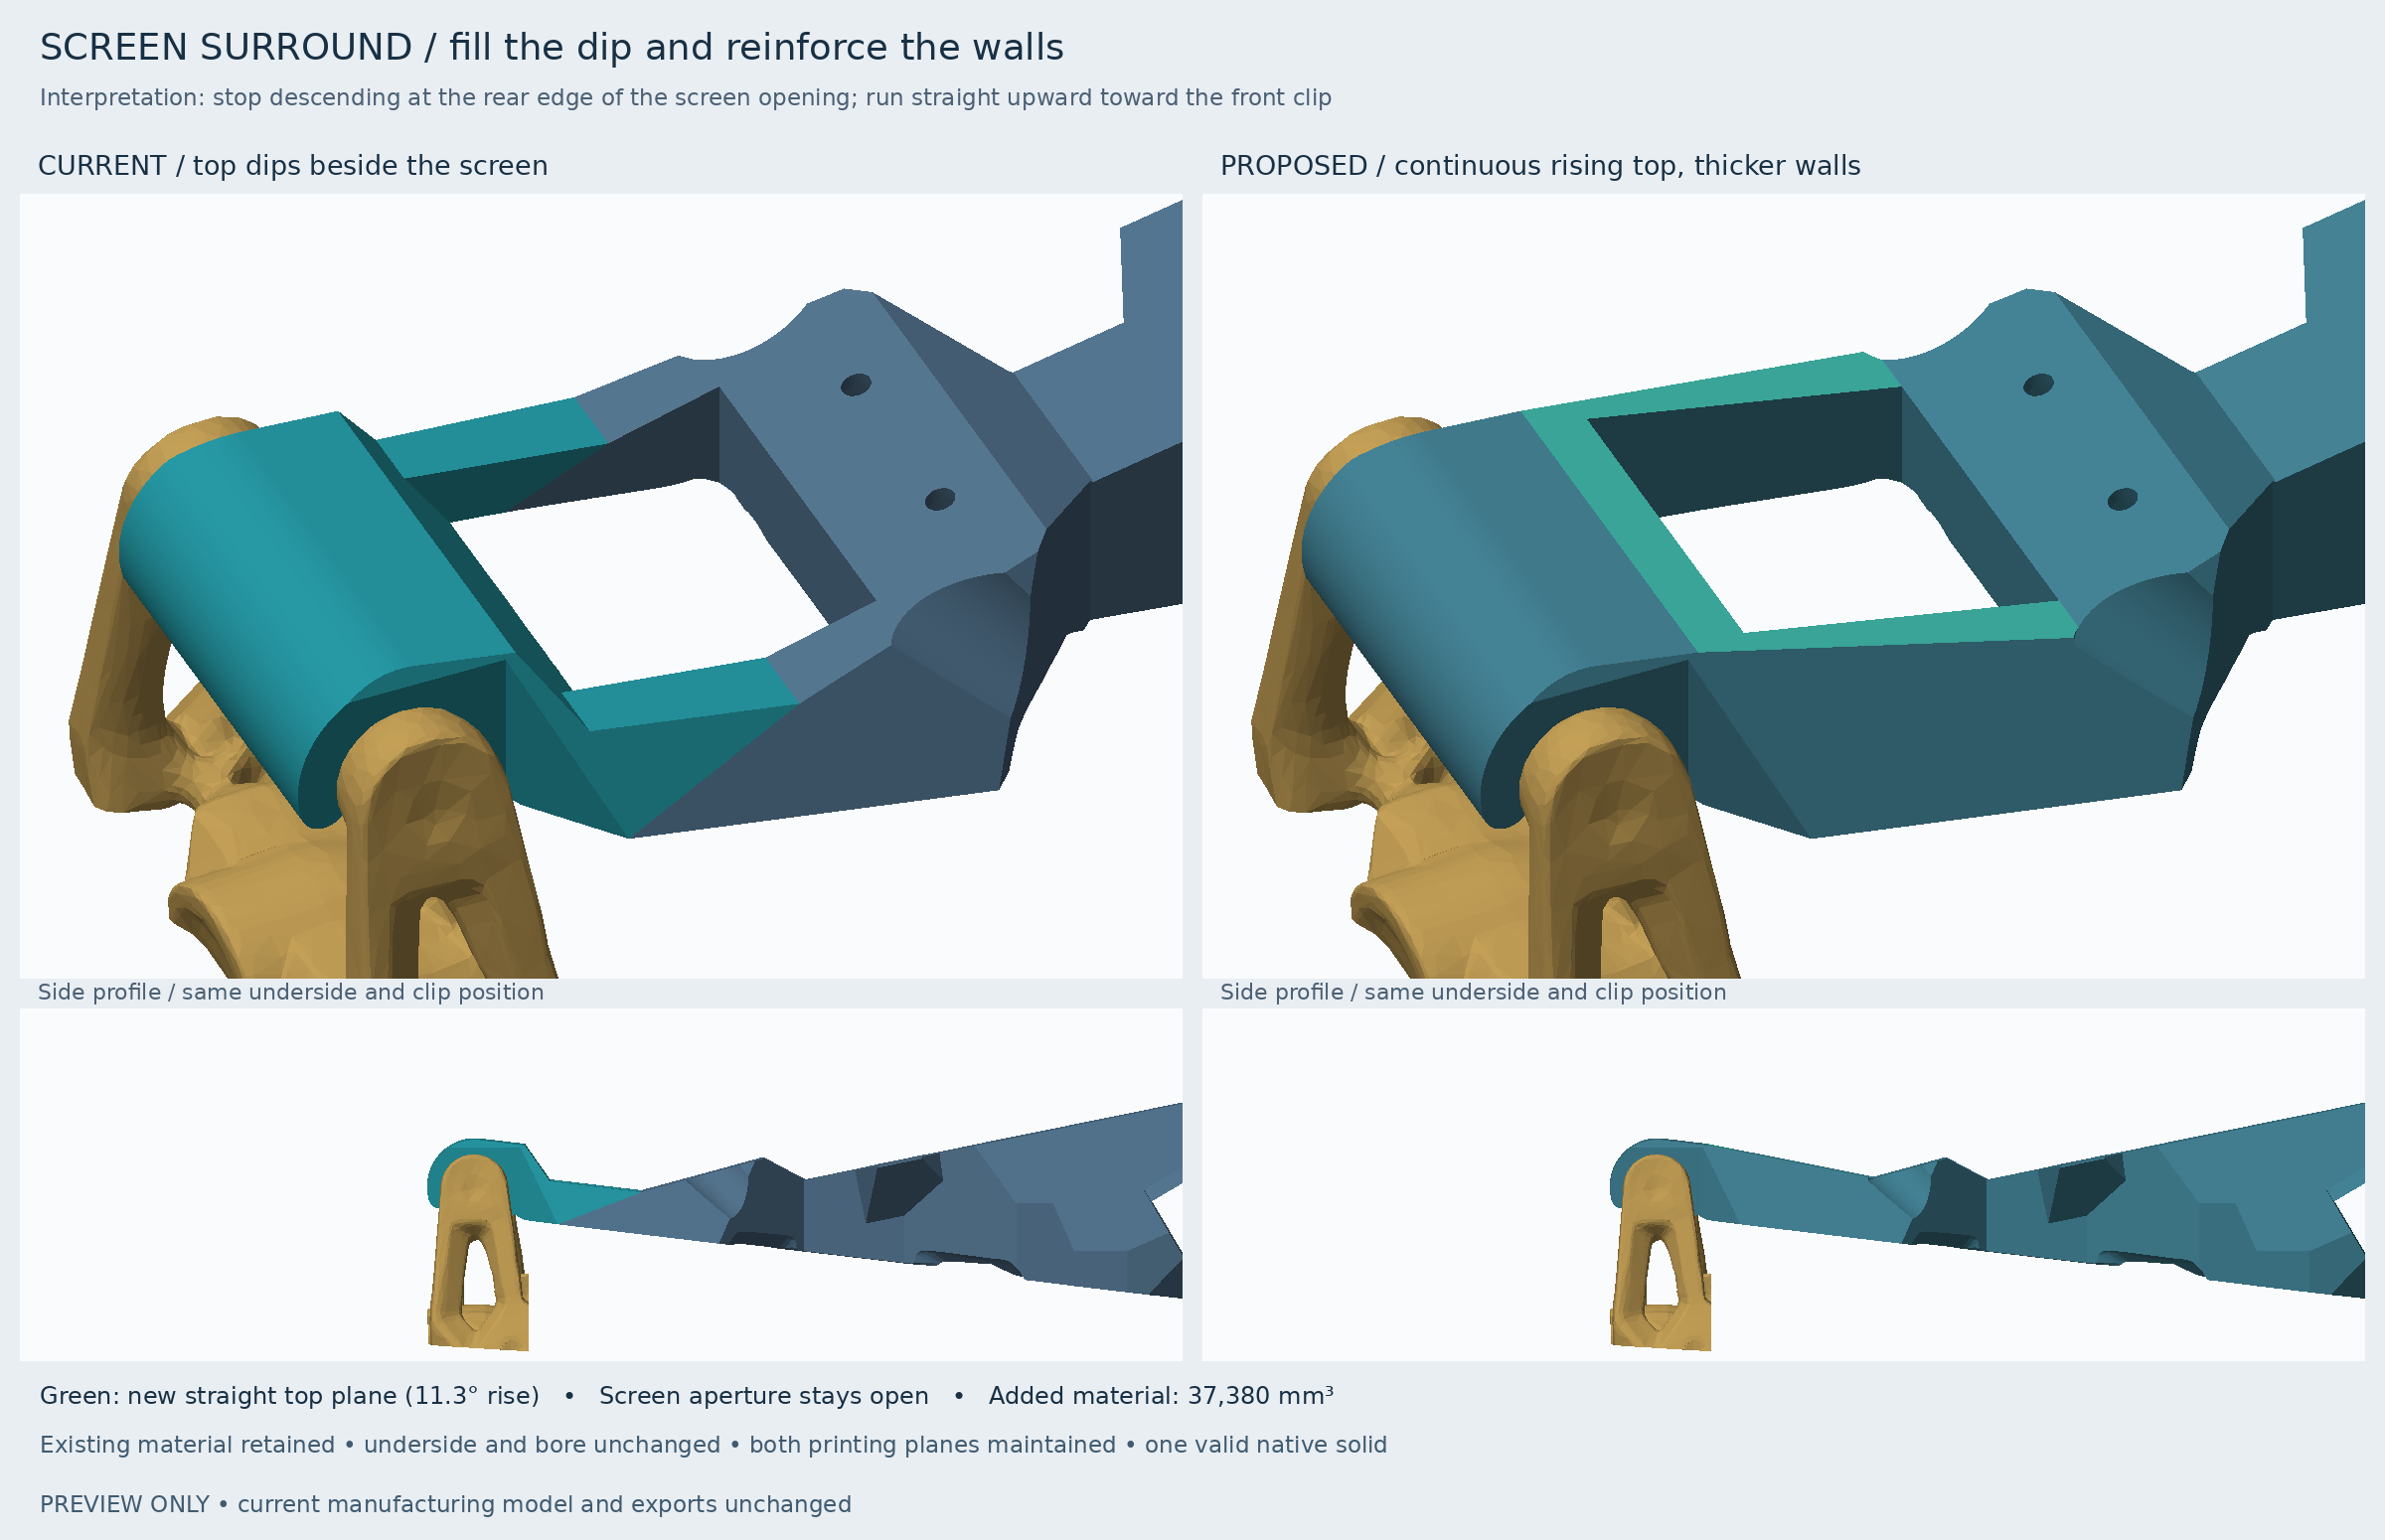 SCREEN SURROUND / fill the dip and reinforce the walls
Interpretation: stop descending at the rear edge of the screen opening; run straight upward toward the front clip
CURRENT / top dips beside the screen
PROPOSED / continuous rising top, thicker walls
Side profile / same underside and clip position
Side profile / same underside and clip position
Green: new straight top plane (11.3° rise) • Screen aperture stays open • Added material: 37,380 mm³
Existing material retained • underside and bore unchanged • both printing planes maintained • one valid native solid
PREVIEW ONLY • current manufacturing model and exports unchanged